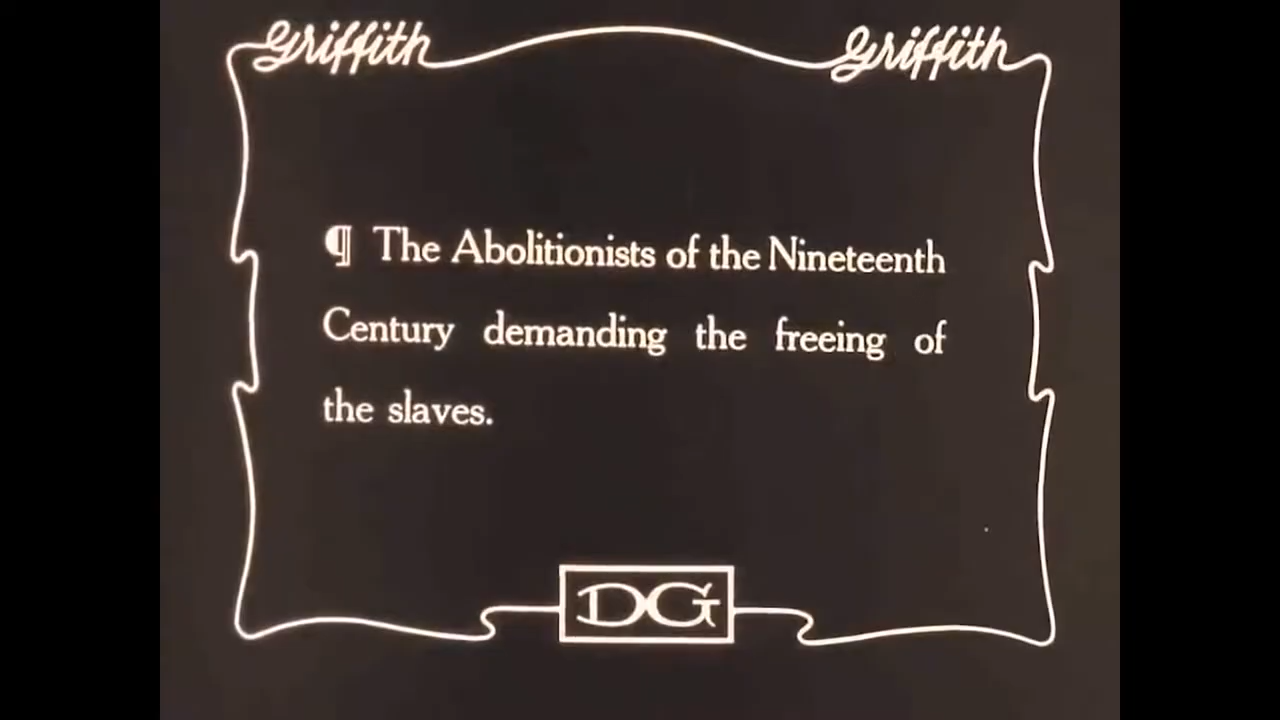 Griffith Griffith
¶ The Abolitionists of the Nineteenth
Century demanding the freeing of
the slaves.
DG